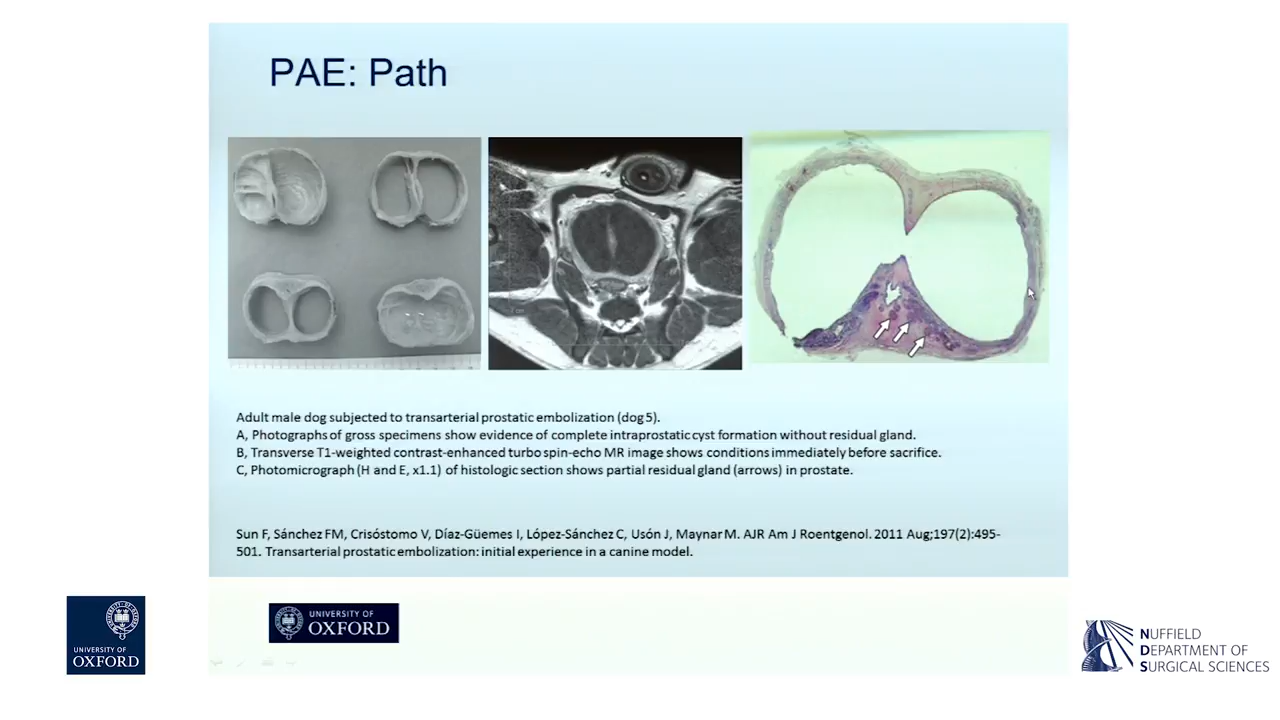 PAE: Path
Adult male dog subjected to transarterial prostatic embolization (dog 5).
A, Photographs of gross specimens show evidence of complete intraprostatic cyst formation without residual gland.
B, Transverse T1-weighted contrast-enhanced turbo spin-echo MR image shows conditions immediately before sacrifice.
C, Photomicrograph (H and E, x1.1) of histologic section shows partial residual gland (arrows) in prostate.
Sun F, Sánchez FM, Crisóstomo V, Díaz-Güemes I, López-Sánchez C, Usón J, Maynar M. AJR Am J Roentgenol. 2011 Aug;197(2):495-
501. Transarterial prostatic embolization: initial experience in a canine model.
UNIVERSITY OF
OXFORD
UNIVERSITY OF
OXFORD
NUFFIELD
DEPARTMENT OF
SURGICAL SCIENCES